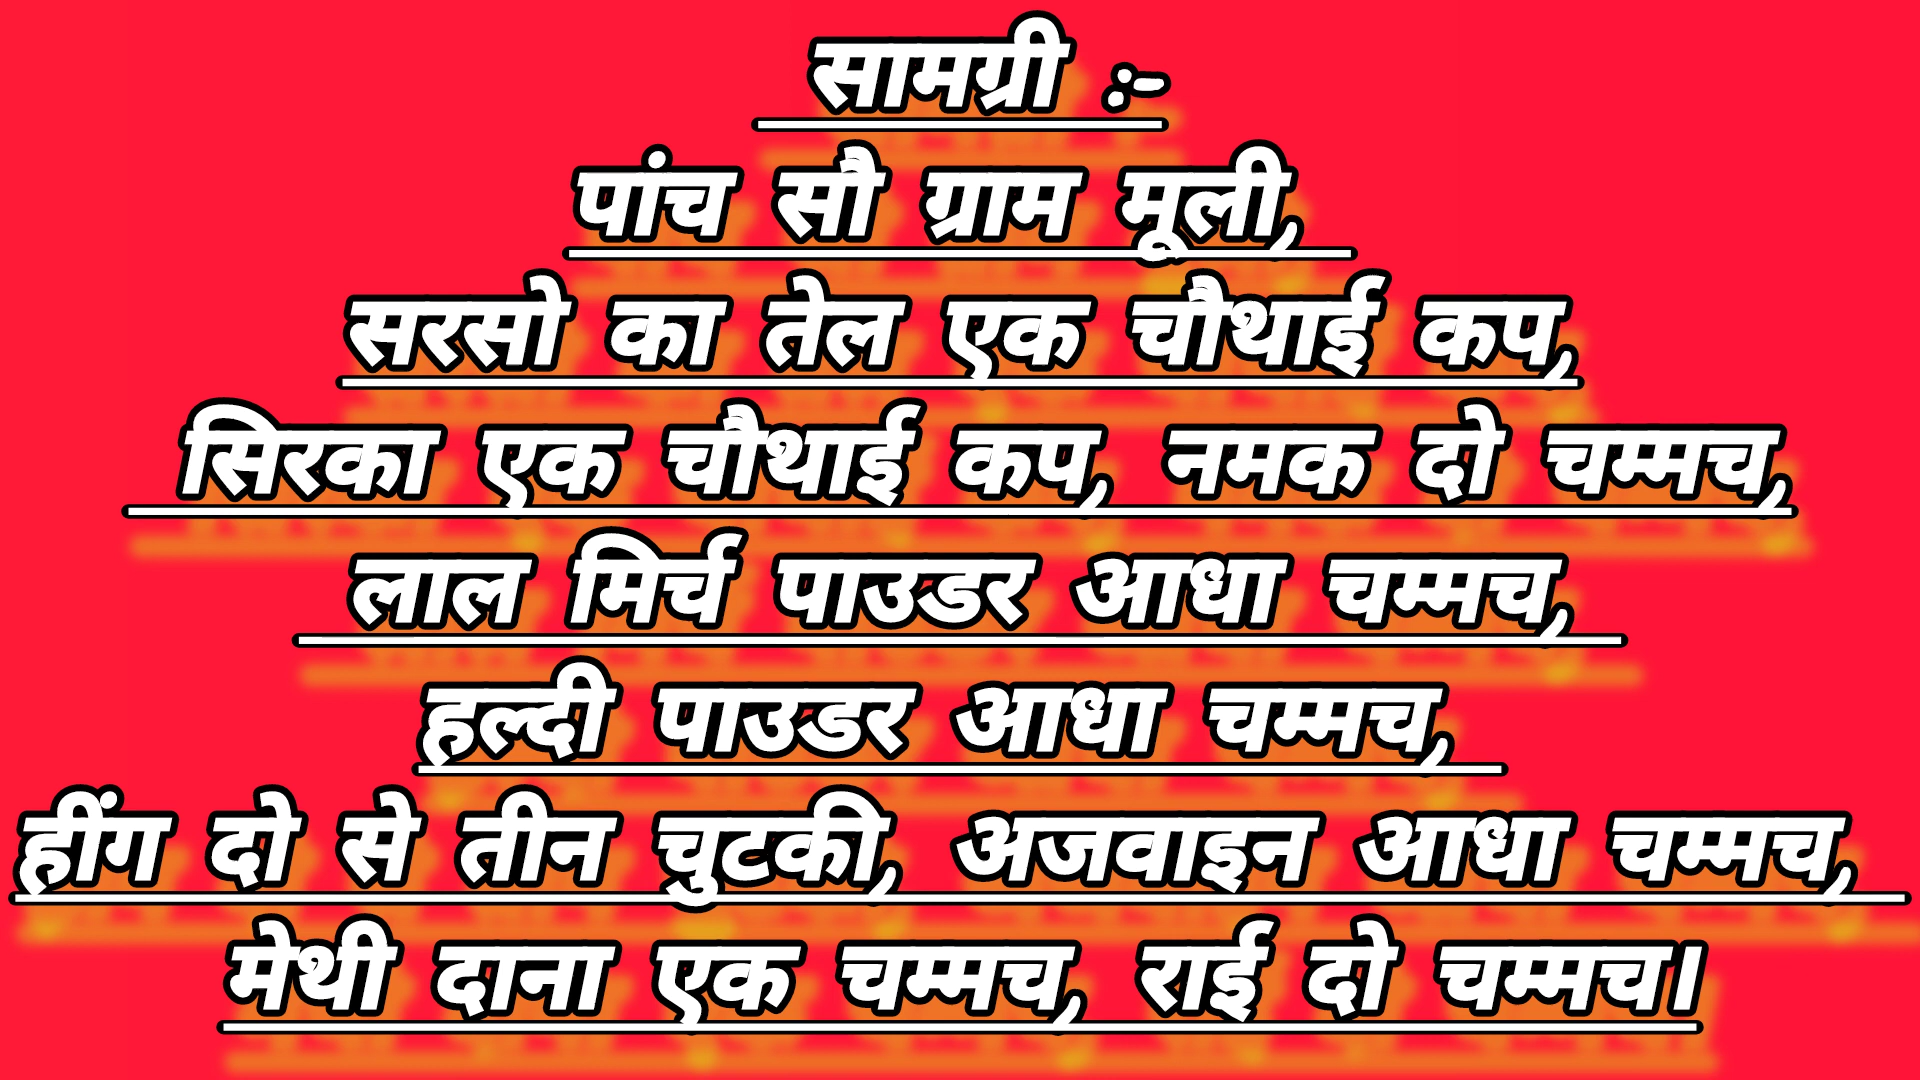 सामग्री :-
पांच सौ ग्राम मूली,
सरसो का तेल एक चौथाई कप,
सिरका एक चौथाई कप, नमक दो चम्मच,
लाल मिर्च पाउडर आधा चम्मच,
हल्दी पाउडर आधा चम्मच,
हींग दो से तीन चुटकी, अजवाइन आधा चम्मच,
मेथी दाना एक चम्मच, राई दो चम्मच।